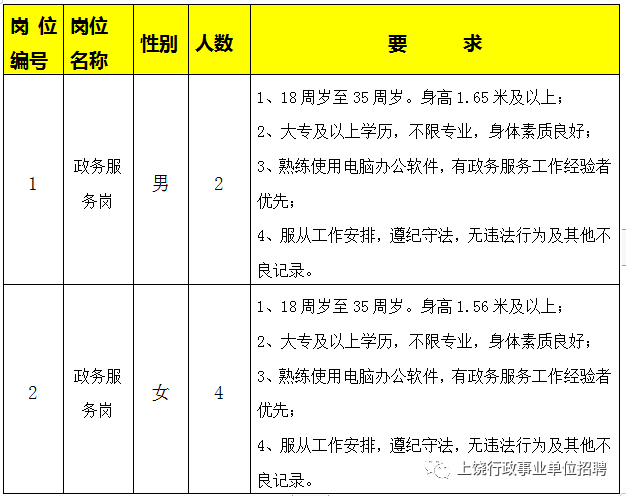 岗 位 编号
岗位 名称
性别
人数
要 求
1
政务服
务岗
男
2
1、18周岁至35周岁。身高1.65米及以上；
2、大专及以上学历，不限专业，身体素质良好；
3、熟练使用电脑办公软件，有政务服务工作经验者
优先；
4、服从工作安排，遵纪守法，无违法行为及其他不
良记录。
2
政务服
务岗
女
4
1、18周岁至35周岁。身高1.56米及以上；
2、大专及以上学历，不限专业，身体素质良好；
3、熟练使用电脑办公软件，有政务服务工作经验者
优先；
4、服从工作安排，遵纪守法，无违法行为及其他不
良记录。
上饶行政事业单位招聘